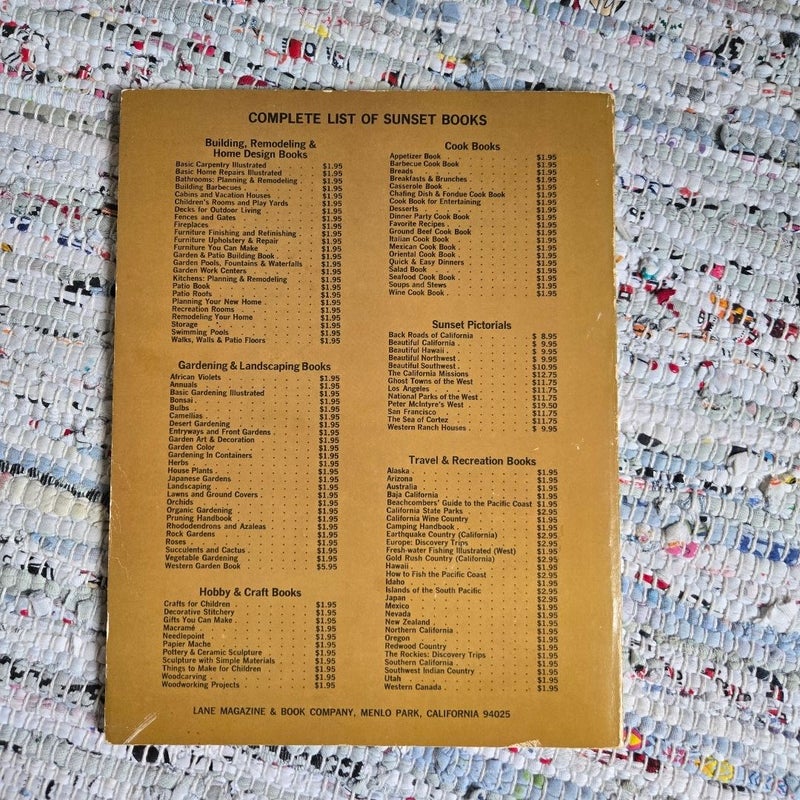 COMPLETE LIST OF SUNSET BOOKS
Building, Remodeling &
Home Design Books
Basic Carpentry Illustrated $1.95
Basic Home Repairs Illustrated $1.95
Bathrooms: Planning & Remodeling $1.95
Building Barbecues $1.95
Cabins and Vacation Houses $1.95
Children's Rooms and Play Yards $1.95
Decks for Outdoor Living $1.95
Fences and Gates $1.95
Fireplaces $1.95
Furniture Finishing and Refinishing $1.95
Furniture Upholstery & Repair $1.95
Furniture You Can Make $1.95
Garden & Patio Building Book $1.95
Garden Pools, Fountains & Waterfalls $1.95
Garden Work Centers $1.95
Kitchens: Planning & Remodeling $1.95
Patio Book $1.95
Patio Roofs $1.95
Planning Your New Home $1.95
Recreation Rooms $1.95
Remodeling Your Home $1.95
Storage $1.95
Swimming Pools $1.95
Walks, Walls & Patio Floors $1.95
Gardening & Landscaping Books
African Violets $1.95
Annuals $1.95
Basic Gardening Illustrated $1.95
Bonsai $1.95
Bulbs $1.95
Camellias $1.95
Desert Gardening $1.95
Entryways and Front Gardens $1.95
Garden Art & Decoration $1.95
Garden Color $1.95
Gardening In Containers $1.95
Herbs $1.95
House Plants $1.95
Japanese Gardens $1.95
Landscaping $1.95
Lawns and Ground Covers $1.95
Orchids $1.95
Organic Gardening $1.95
Pruning Handbook $1.95
Rhododendrons and Azaleas $1.95
Rock Gardens $1.95
Roses $1.95
Succulents and Cactus $1.95
Vegetable Gardening $1.95
Western Garden Book $5.95
Hobby & Craft Books
Crafts for Children $1.95
Decorative Stitchery $1.95
Gifts You Can Make $1.95
Macramé $1.95
Needlepoint $1.95
Papier Mache $1.95
Pottery & Ceramic Sculpture $1.95
Sculpture with Simple Materials $1.95
Things to Make for Children $1.95
Woodcarving $1.95
Woodworking Projects $1.95
Cook Books
Appetizer Book $1.95
Barbecue Cook Book $1.95
Breads $1.95
Breakfasts & Brunches $1.95
Casserole Book $1.95
Chafing Dish & Fondue Cook Book $1.95
Cook Book for Entertaining $1.95
Desserts $1.95
Dinner Party Cook Book $1.95
Favorite Recipes $1.95
Ground Beef Cook Book $1.95
Italian Cook Book $1.95
Mexican Cook Book $1.95
Oriental Cook Book $1.95
Quick & Easy Dinners $1.95
Salad Book $1.95
Seafood Cook Book $1.95
Soups and Stews $1.95
Wine Cook Book $1.95
Sunset Pictorials
Back Roads of California $ 8.95
Beautiful California $ 9.95
Beautiful Hawaii $ 9.95
Beautiful Northwest $ 9.95
Beautiful Southwest $10.95
The California Missions $12.75
Ghost Towns of the West $11.75
Los Angeles $11.75
National Parks of the West $11.75
Peter McIntyre's West $19.50
San Francisco $11.75
The Sea of Cortez $11.75
Western Ranch Houses $ 9.95
Travel & Recreation Books
Alaska $1.95
Arizona $1.95
Australia $1.95
Baja California $1.95
Beachcombers' Guide to the Pacific Coast $1.95
California State Parks $2.95
California Wine Country $1.95
Camping Handbook $1.95
Earthquake Country (California) $2.95
Europe: Discovery Trips $2.95
Fresh-water Fishing Illustrated (West) $1.95
Gold Rush Country (California) $2.95
Hawaii $1.95
How to Fish the Pacific Coast $2.95
Idaho $1.95
Islands of the South Pacific $2.95
Japan $2.95
Mexico $1.95
Nevada $1.95
New Zealand $1.95
Northern California $1.95
Oregon $1.95
Redwood Country $1.95
The Rockies: Discovery Trips $1.95
Southern California $1.95
Southwest Indian Country $1.95
Utah $1.95
Western Canada $1.95
LANE MAGAZINE & BOOK COMPANY, MENLO PARK, CALIFORNIA 94025